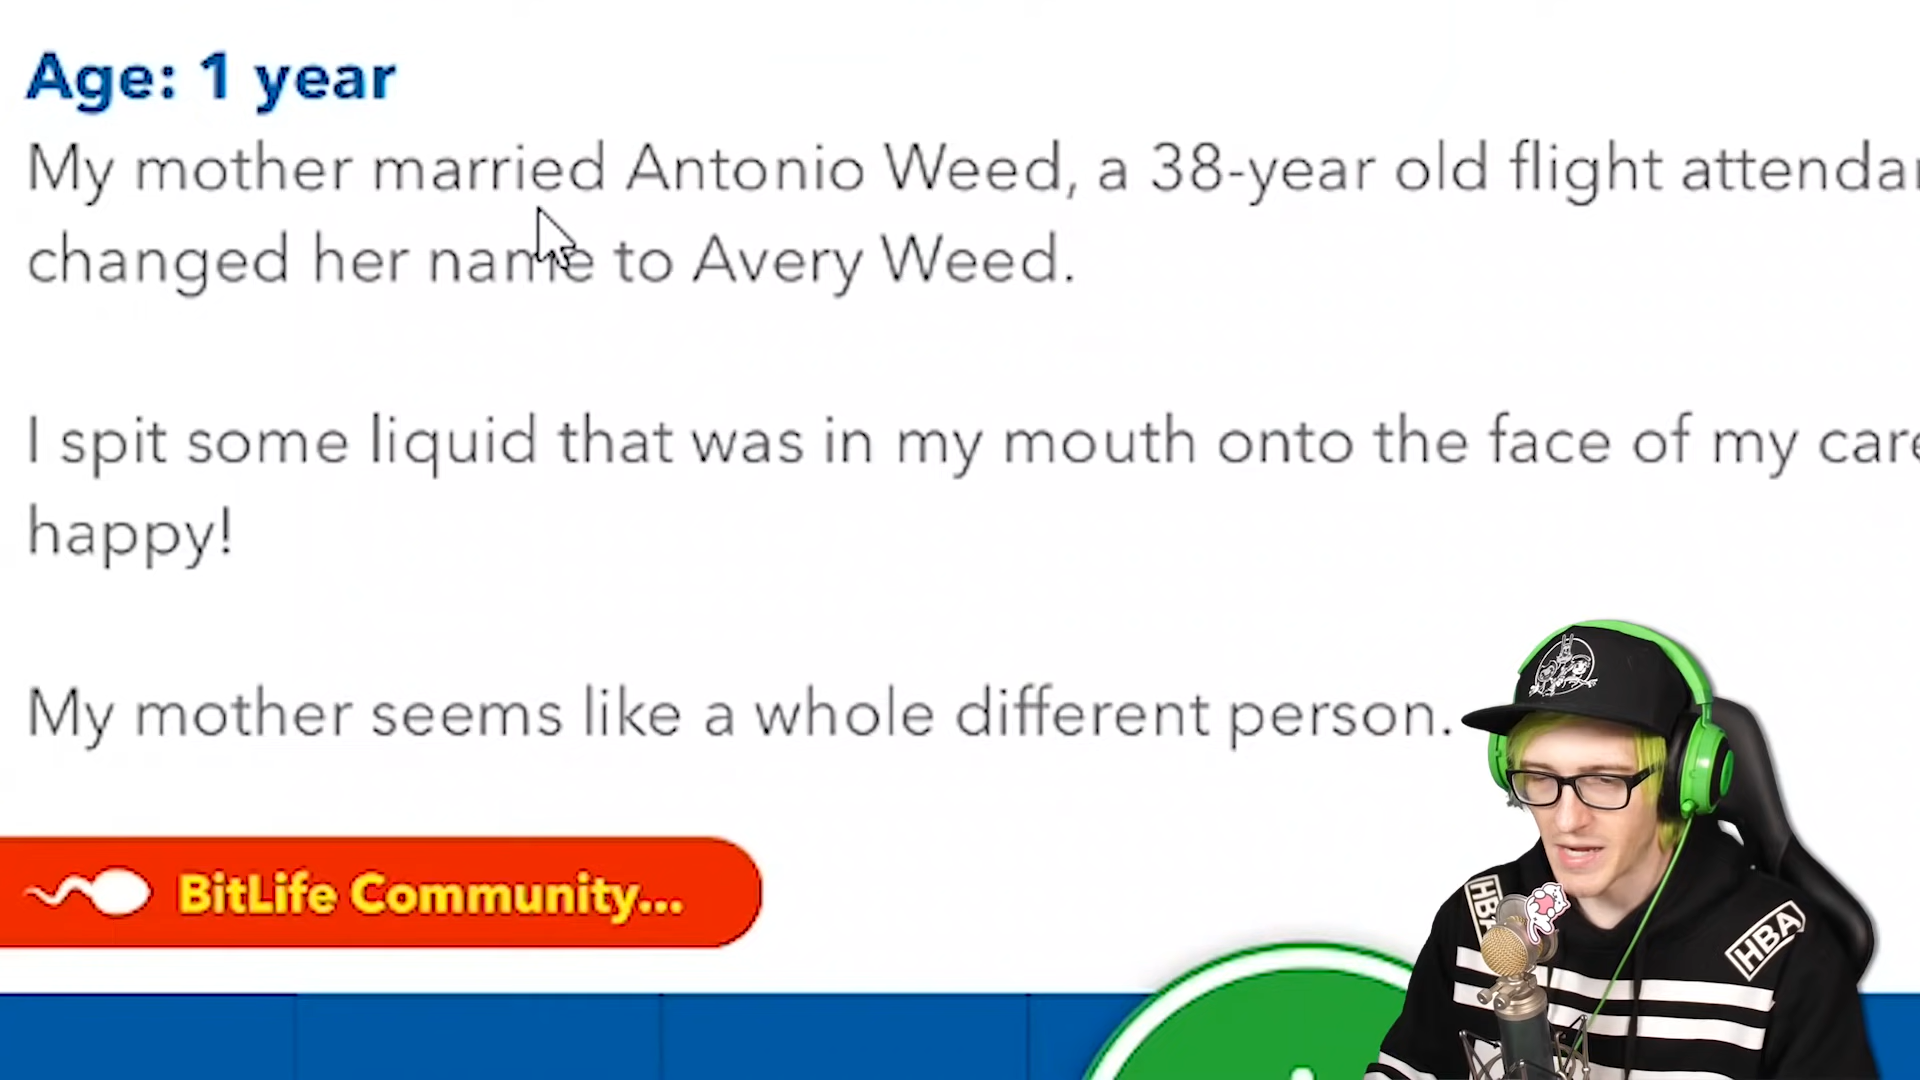 Age: 1 year
My mother married Antonio Weed, a 38-year old flight
changed her name to Avery Weed.
I spit some liquid that was in my mouth onto the face of my
happy!
My mother seems like a whole different person.
BitLife Community...
HBA
HBA